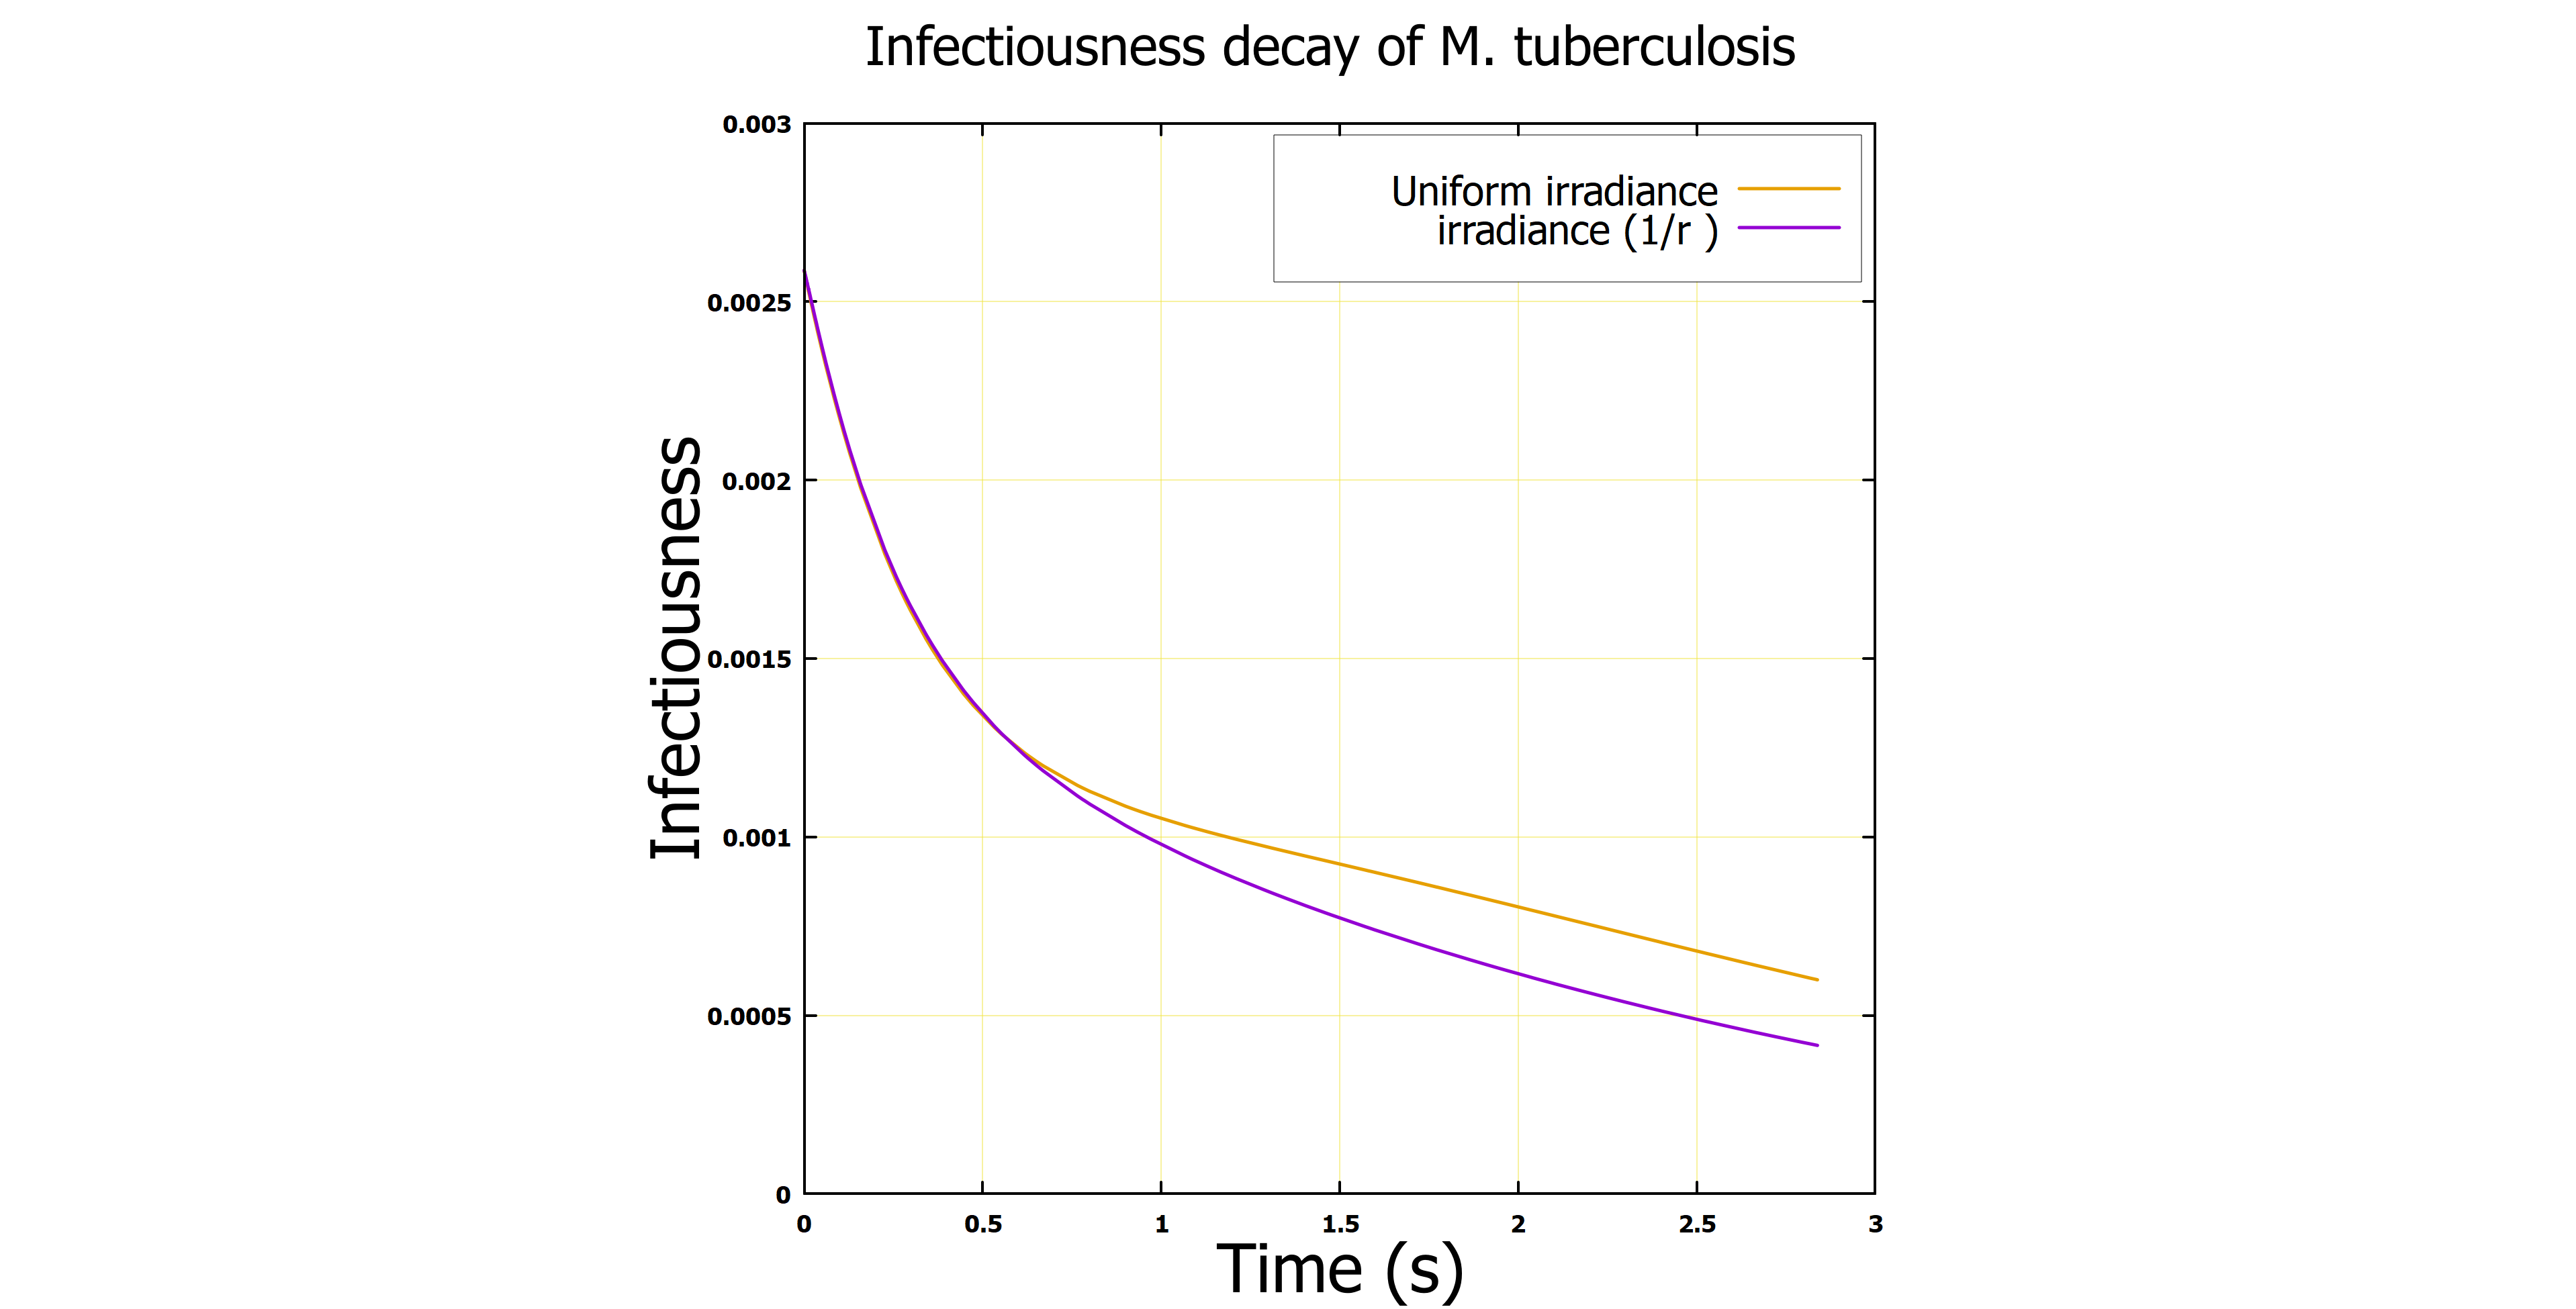 Infectiousness decay of M. tuberculosis
0.003
0.0025
0.002
0.0015
0.001
0.0005
0
Infectiousness
Uniform irradiance
irradiance (1/r )
0 0.5 1 1.5 2 2.5 3
Time (s)